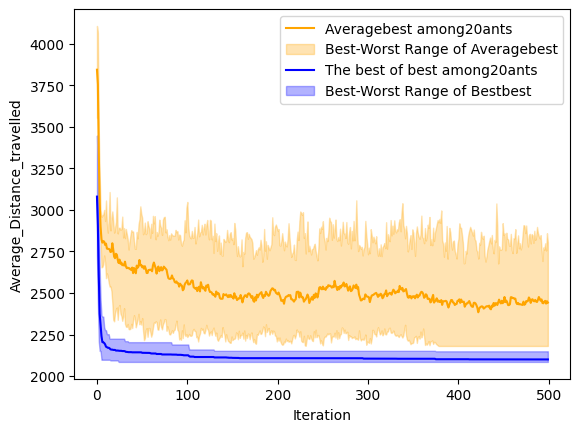 4000
3750
3500
3250
3000
2750
2500
2250
2000
Average_Distance_travelled
Averagebest among20ants
Best-Worst Range of Averagebest
The best of best among20ants
Best-Worst Range of Bestbest
0 100 200 300 400 500
Iteration